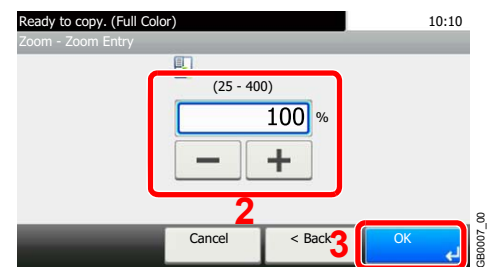 Ready to copy. (Full Color) 10:10
Zoom - Zoom Entry
(25 - 400)
100 %
− +
2
Cancel < Back 3 OK
GB0007_00